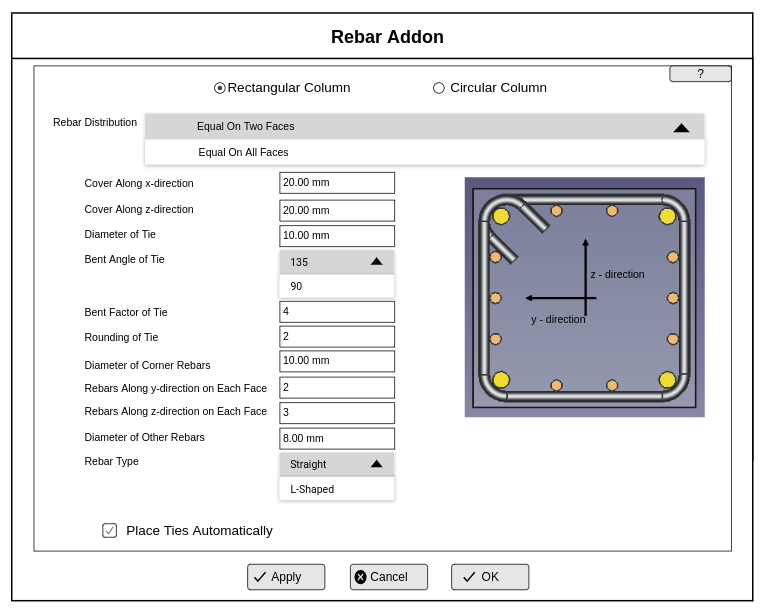 Rebar Addon
?
Rectangular Column Circular Column
Rebar Distribution Equal On Two Faces
Equal On All Faces
Cover Along x-direction 20.00 mm
Cover Along z-direction 20.00 mm
Diameter of Tie 10.00 mm
Bent Angle of Tie 135
90
Bent Factor of Tie 4
Rounding of Tie 2
Diameter of Corner Rebars 10.00 mm
Rebars Along y-direction on Each Face 2
Rebars Along z-direction on Each Face 3
Diameter of Other Rebars 8.00 mm
Rebar Type Straight
L-Shaped
z - direction
y - direction
Place Ties Automatically
Apply Cancel OK